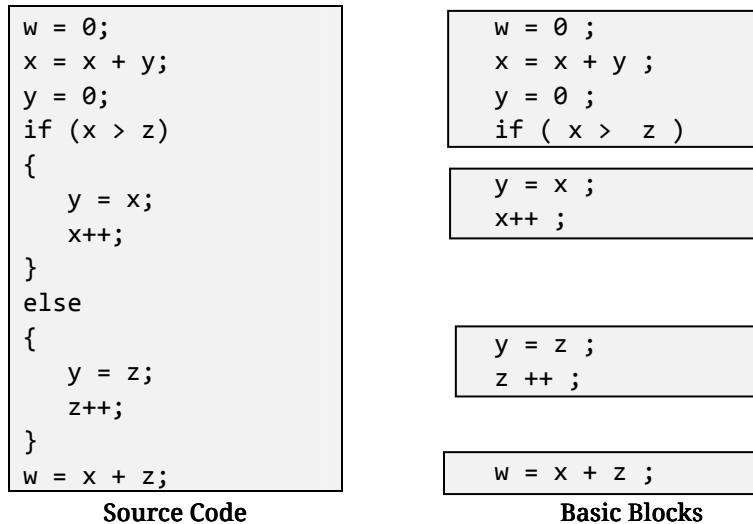 w = 0;
x = x + y;
y = 0;
if (x > z)
{
y = x;
x++;
}
else
{
y = z;
z++;
}
w = x + z;
Source Code
w = 0 ;
x = x + y ;
y = 0 ;
if ( x >  z )
y = x ;
x++ ;
y = z ;
z ++ ;
w = x + z ;
Basic Blocks